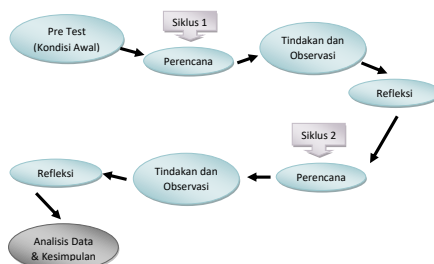 Pre Test
(Kondisi Awal)
Siklus 1
Perencana
Tindakan dan
Observasi
Refleksi
Siklus 2
Perencana
Tindakan dan
Observasi
Refleksi
Analisis Data
& Kesimpulan